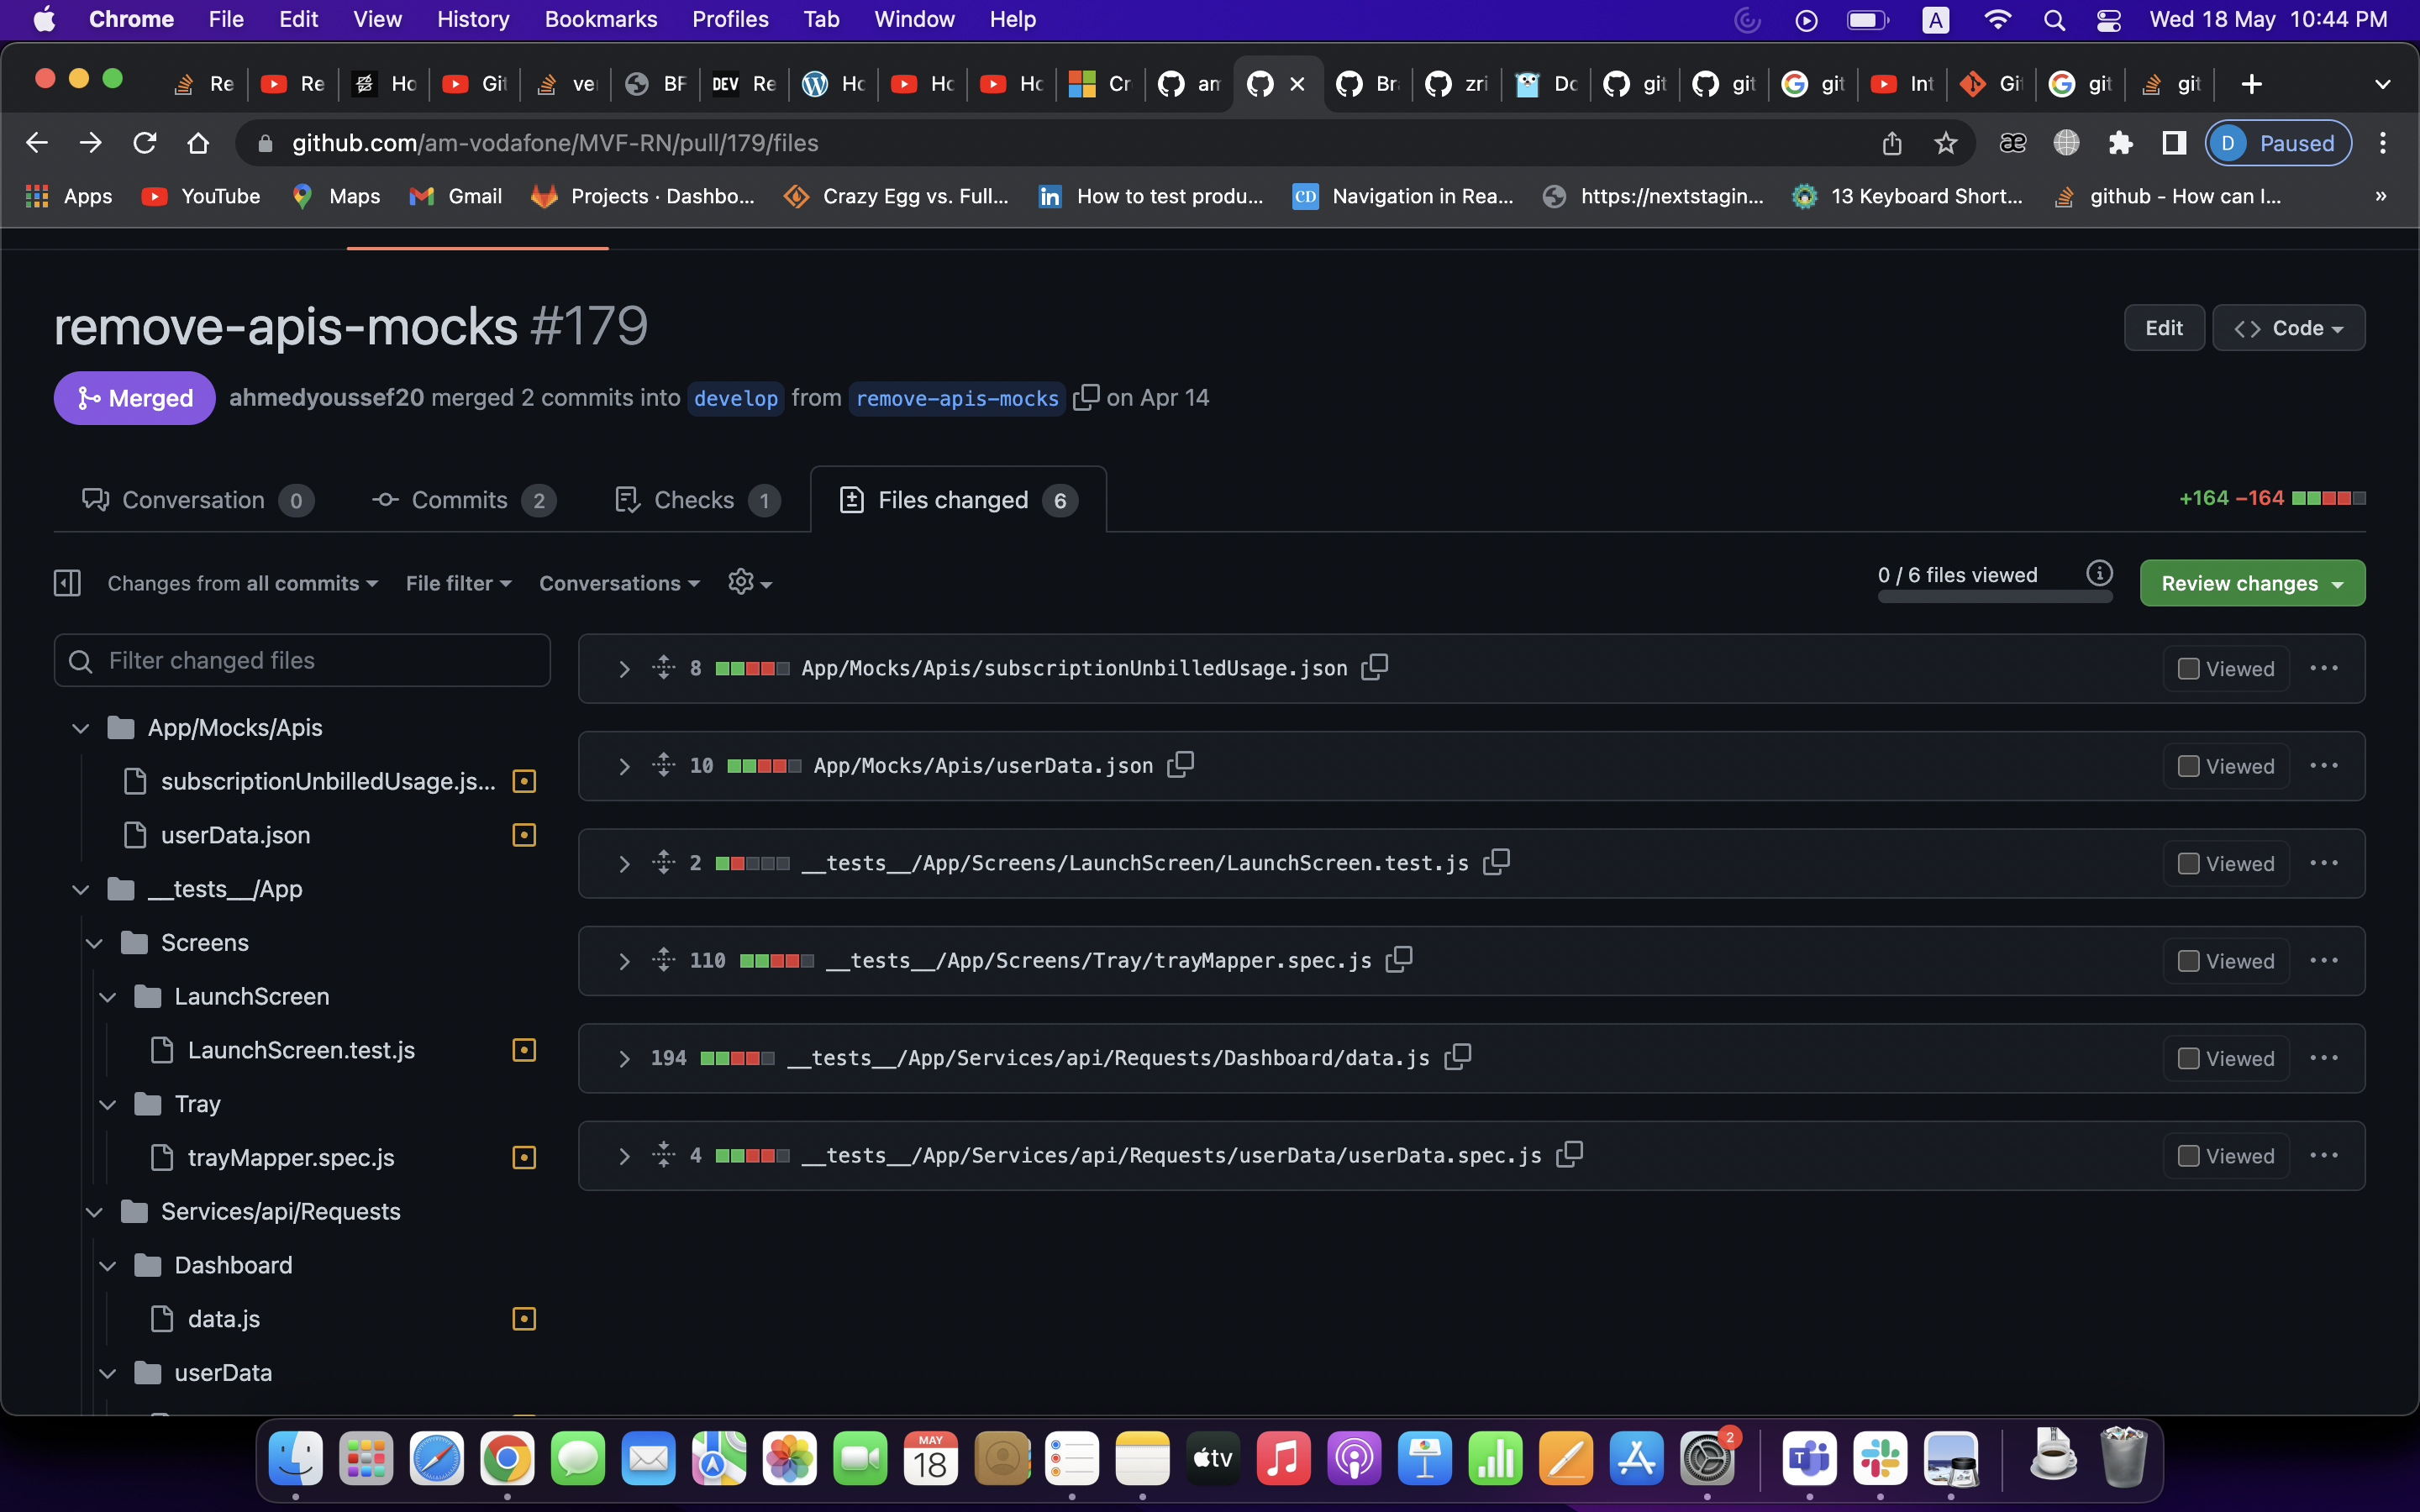 Chrome File Edit View History Bookmarks Profiles Tab Window Help A Wed 18 May 10:44 PM
Re Re Ho Git ve BF DEV Re Ho Ho Ho Cr am Br zri Do git git git Int Git git git
github.com/am-vodafone/MVF-RN/pull/179/files æ D Paused
Apps YouTube Maps Gmail Projects · Dashbo... Crazy Egg vs. Full... in How to test produ... CD Navigation in Rea... https://nextstagin... 13 Keyboard Short... github - How can I... »
remove-apis-mocks #179
Edit <> Code
Merged ahmedyoussef20 merged 2 commits into develop from remove-apis-mocks on Apr 14
Conversation 0 Commits 2 Checks 1 Files changed 6 +164 −164
Changes from all commits File filter Conversations 0 / 6 files viewed Review changes
Filter changed files
App/Mocks/Apis
subscriptionUnbilledUsage.js...
userData.json
__tests__/App
Screens
LaunchScreen
LaunchScreen.test.js
Tray
trayMapper.spec.js
Services/api/Requests
Dashboard
data.js
userData
8 App/Mocks/Apis/subscriptionUnbilledUsage.json Viewed ...
10 App/Mocks/Apis/userData.json Viewed ...
2 __tests__/App/Screens/LaunchScreen/LaunchScreen.test.js Viewed ...
110 __tests__/App/Screens/Tray/trayMapper.spec.js Viewed ...
194 __tests__/App/Services/api/Requests/Dashboard/data.js Viewed ...
4 __tests__/App/Services/api/Requests/userData/userData.spec.js Viewed ...
MAY
18
tv
2
T